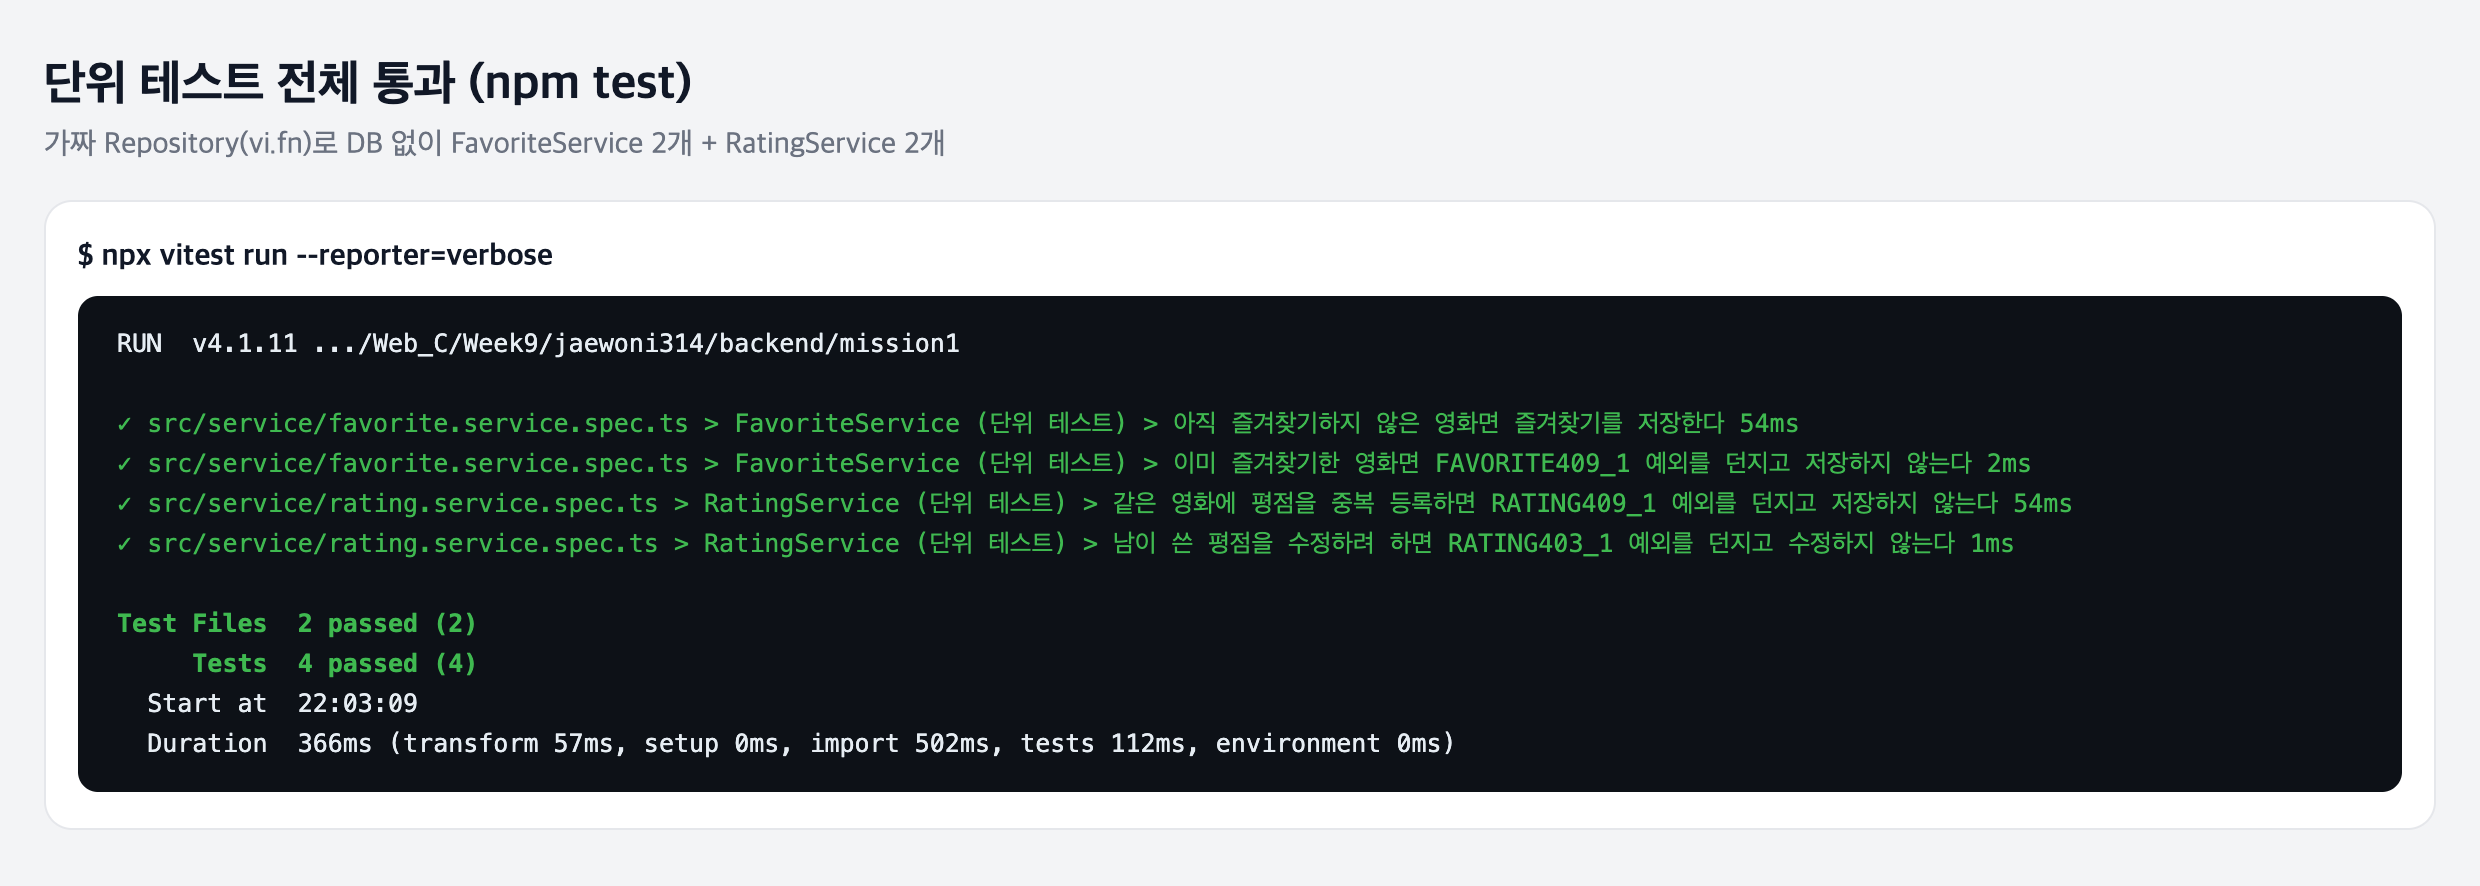 단위 테스트 전체 통과 (npm test)
가짜 Repository(vi.fn)로 DB 없이 FavoriteService 2개 + RatingService 2개
$ npx vitest run --reporter=verbose
RUN  v4.1.11 .../Web_C/Week9/jaewoni314/backend/mission1
✓ src/service/favorite.service.spec.ts > FavoriteService (단위 테스트) > 아직 즐겨찾기하지 않은 영화면 즐겨찾기를 저장한다 54ms
✓ src/service/favorite.service.spec.ts > FavoriteService (단위 테스트) > 이미 즐겨찾기한 영화면 FAVORITE409_1 예외를 던지고 저장하지 않는다 2ms
✓ src/service/rating.service.spec.ts > RatingService (단위 테스트) > 같은 영화에 평점을 중복 등록하면 RATING409_1 예외를 던지고 저장하지 않는다 54ms
✓ src/service/rating.service.spec.ts > RatingService (단위 테스트) > 남이 쓴 평점을 수정하려 하면 RATING403_1 예외를 던지고 수정하지 않는다 1ms
Test Files  2 passed (2)
Tests  4 passed (4)
Start at  22:03:09
Duration  366ms (transform 57ms, setup 0ms, import 502ms, tests 112ms, environment 0ms)